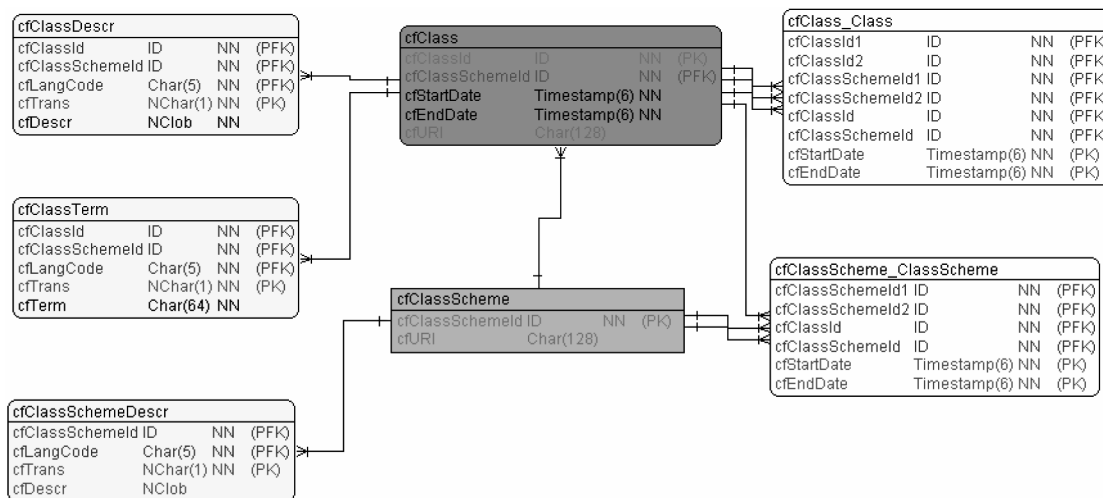 cfClassDescr
cfClassId ID NN (PFK)
cfClassSchemeId ID NN (PFK)
cfLangCode Char(5) NN (PFK)
cfTrans NChar(1) NN (PK)
cfDescr NClob NN
cfClassTerm
cfClassId ID NN (PFK)
cfClassSchemeId ID NN (PFK)
cfLangCode Char(5) NN (PFK)
cfTrans NChar(1) NN (PK)
cfTerm Char(64) NN
cfClassSchemeDescr
cfClassSchemeId ID NN (PFK)
cfLangCode Char(5) NN (PFK)
cfTrans NChar(1) NN (PK)
cfDescr NClob
cfClass
cfClassId ID NN (PK)
cfClassSchemeId ID NN (PFK)
cfStartDate Timestamp(6) NN
cfEndDate Timestamp(6) NN
cfURI Char(128)
cfClassScheme
cfClassSchemeId ID NN (PK)
cfURI Char(128)
cfClass_Class
cfClassId1 ID NN (PFK
cfClassId2 ID NN (PFK
cfClassSchemeId1 ID NN (PFK
cfClassSchemeId2 ID NN (PFK
cfClassId ID NN (PFK
cfClassSchemeId ID NN (PFK
cfStartDate Timestamp(6) NN (PK)
cfEndDate Timestamp(6) NN (PK)
cfClassScheme_ClassScheme
cfClassSchemeId1 ID NN (PFK)
cfClassSchemeId2 ID NN (PFK)
cfClassId ID NN (PFK)
cfClassSchemeId ID NN (PFK)
cfStartDate Timestamp(6) NN (PK)
cfEndDate Timestamp(6) NN (PK)